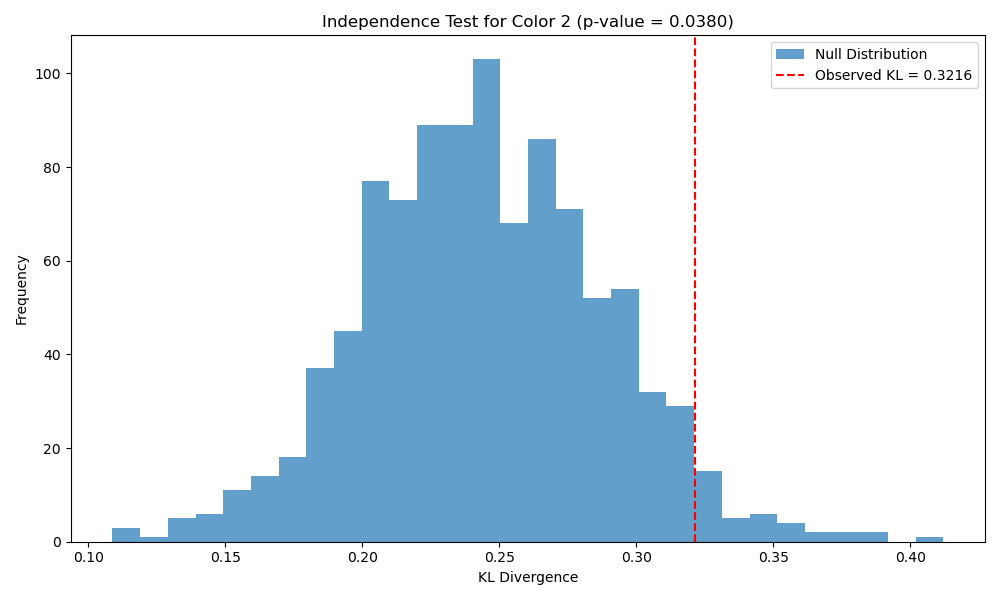 Independence Test for Color 2 (p-value = 0.0380)
Null Distribution
Observed KL = 0.3216
Frequency
100
80
60
40
20
0
0.10 0.15 0.20 0.25 0.30 0.35 0.40
KL Divergence